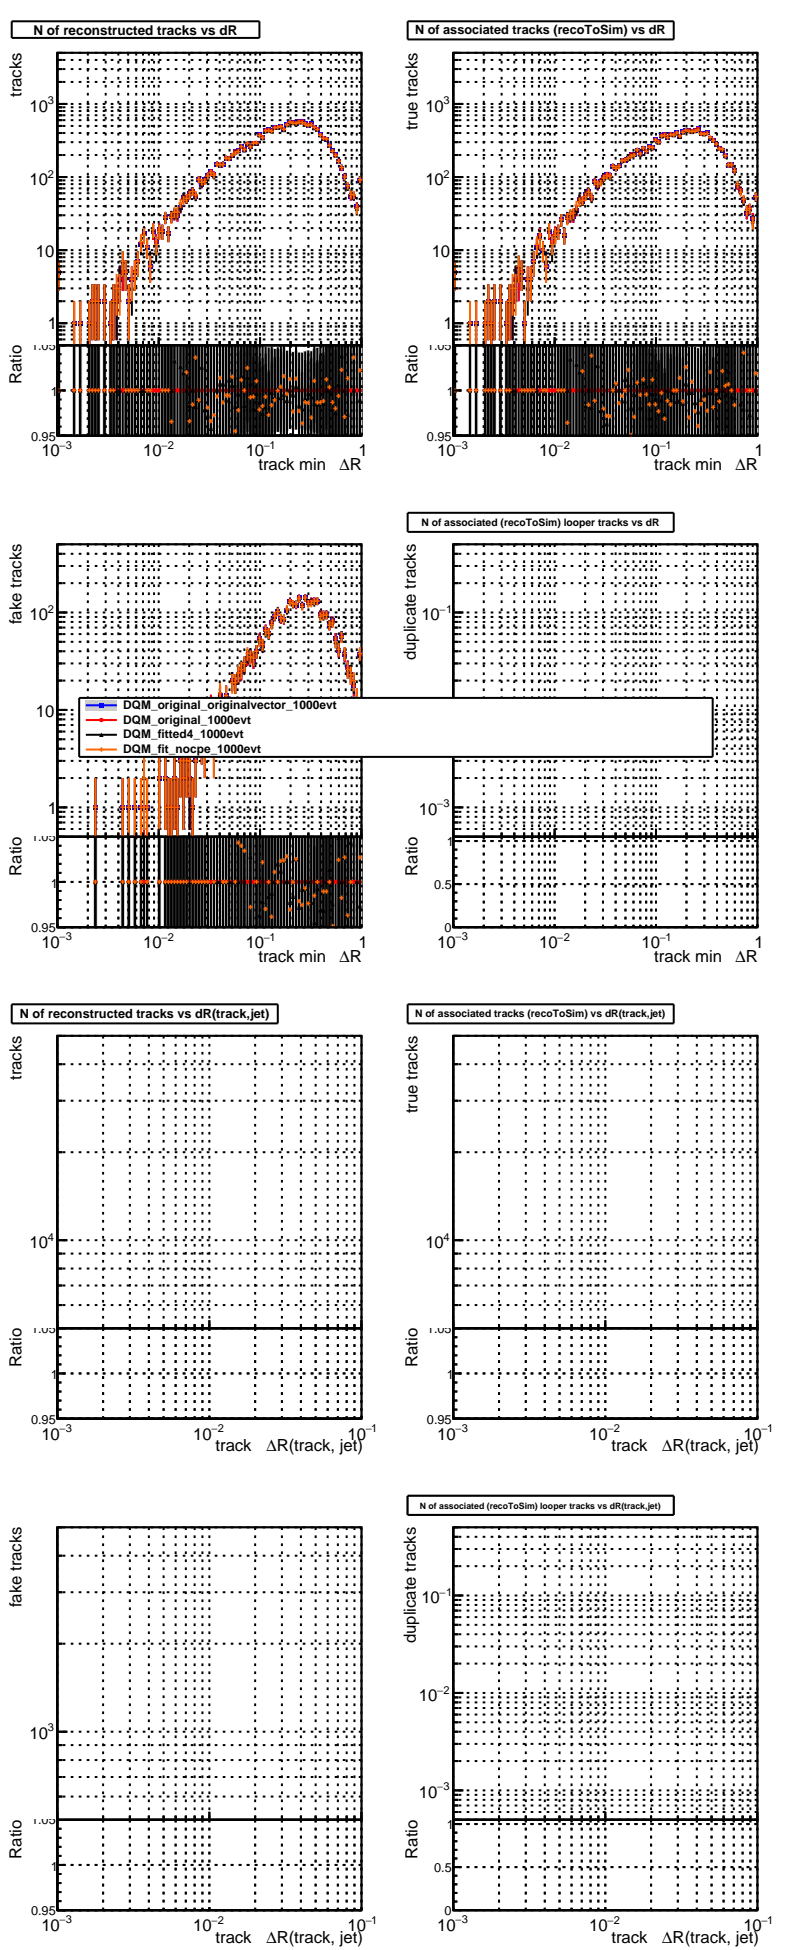 N of reconstructed tracks vs dR
tracks
10³
10²
10
1
Ratio
1.05
1
0.95
10⁻³
10⁻²
10⁻¹
1
track min ΔR
N of associated tracks (recoToSim) vs dR
true tracks
10³
10²
10
1
Ratio
1.05
1
0.95
10⁻³
10⁻²
10⁻¹
1
track min ΔR
fake tracks
10²
10
1
Ratio
1.05
1
0.95
10⁻³
10⁻²
10⁻¹
1
track min ΔR
N of associated (recoToSim) looper tracks vs dR
duplicate tracks
10⁻¹
10⁻³
Ratio
1
0.5
0
10⁻³
10⁻²
10⁻¹
1
track min ΔR
DQM_original_originalvector_1000evt
DQM_original_1000evt
DQM_fitted4_1000evt
DQM_fit_nocpe_1000evt
N of reconstructed tracks vs dR(track,jet)
tracks
10⁴
Ratio
1.05
1
0.95
10⁻³
10⁻²
10⁻¹
track ΔR(track, jet)
N of associated tracks (recoToSim) vs dR(track,jet)
true tracks
10⁴
Ratio
1.05
1
0.95
10⁻³
10⁻²
10⁻¹
track ΔR(track, jet)
fake tracks
10³
Ratio
1.05
1
0.95
10⁻³
10⁻²
10⁻¹
track ΔR(track, jet)
N of associated (recoToSim) looper tracks vs dR(track,jet)
duplicate tracks
10⁻¹
10⁻²
10⁻³
Ratio
1
0.5
0
10⁻³
10⁻²
10⁻¹
track ΔR(track, jet)